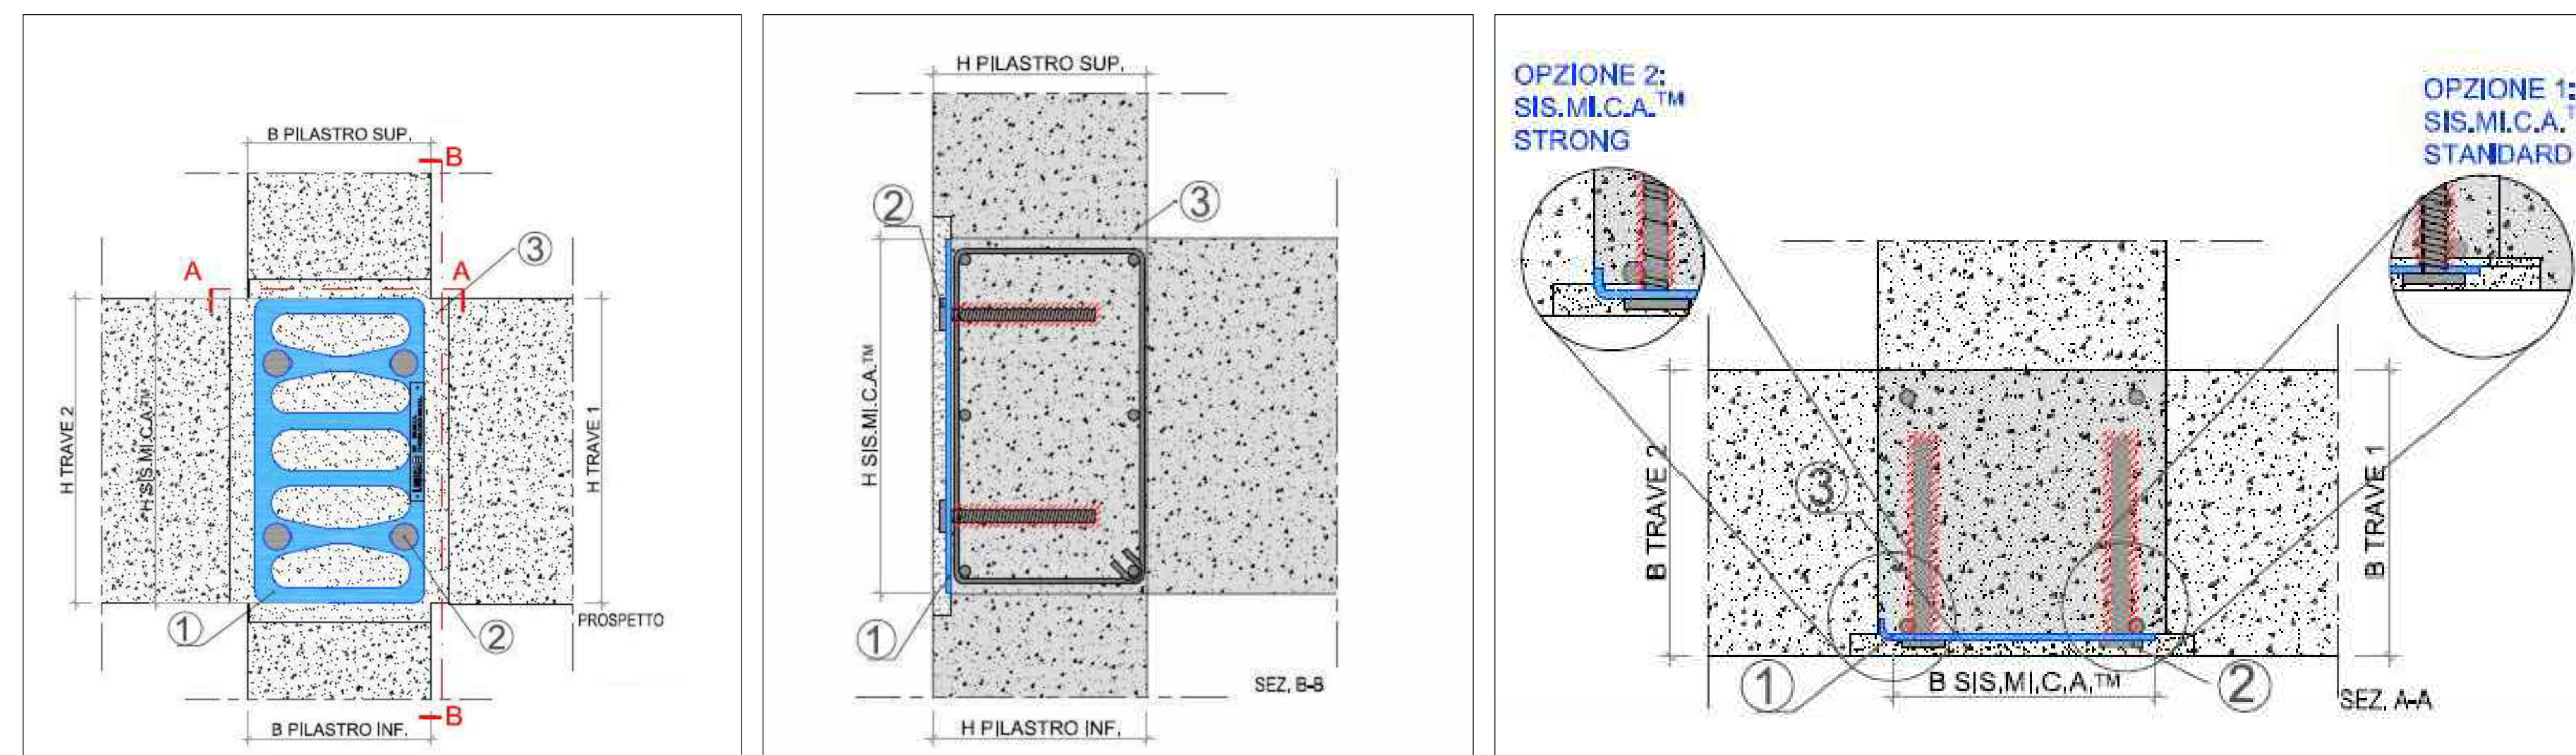 B PILASTRO SUP.
B
3
A
A
H TRAVE 2
H SIS.MI.C.A.™
H TRAVE 1
1
2
PROSPETTO
B PILASTRO INF.
B
H PILASTRO SUP.
2
3
H SIS.MI.C.A.™
1
SEZ. B-B
H PILASTRO INF.
OPZIONE 2:
SIS.MI.C.A.™
STRONG
OPZIONE 1:
SIS.MI.C.A.T
STANDARD
B TRAVE 2
3
B TRAVE 1
1
B SIS.MI.C.A.™
2
SEZ. A-A